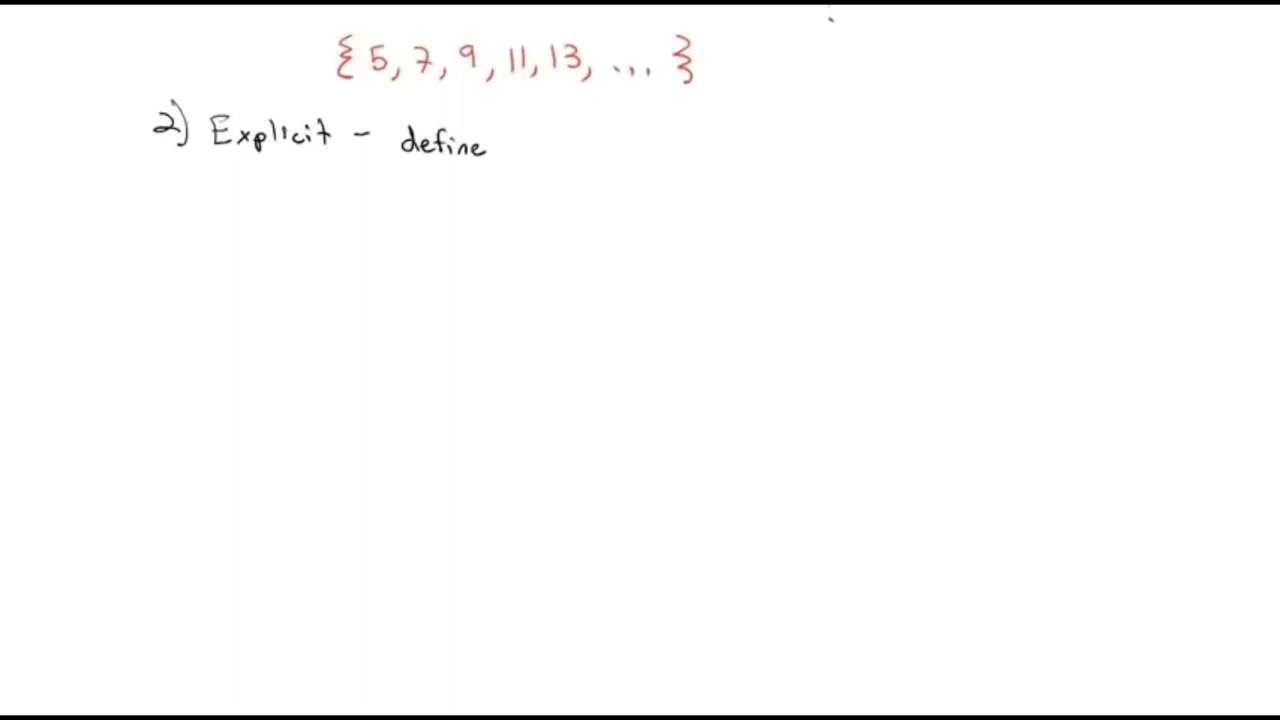 { 5, 7, 9, 11, 13, ... }
2) Explicit - define